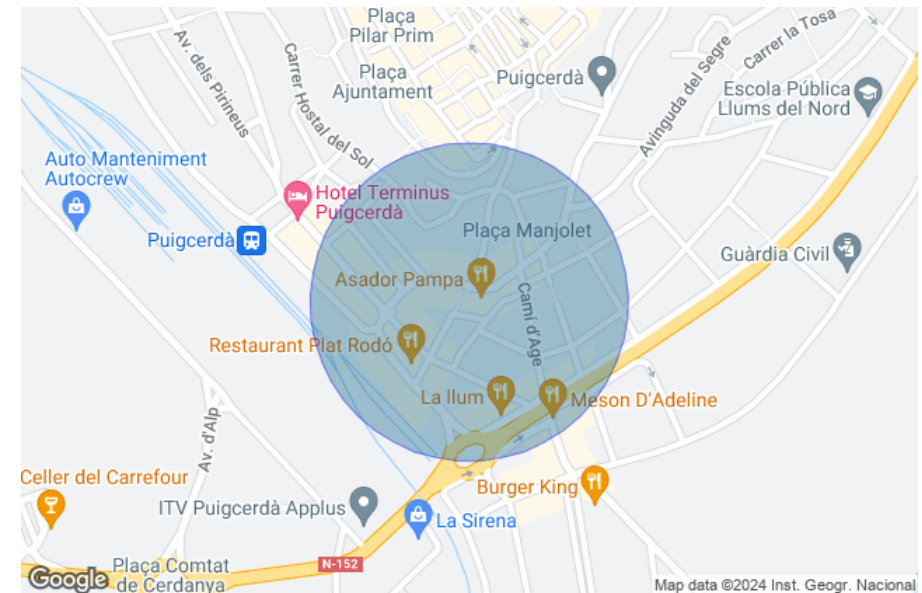 Plaça
Pilar Prim
Carrer la Tosa
Av. dels Pirineus
Carrer Hostal del Sol
Plaça
Ajuntament
Puigcerdà
Avinguda del Segre
Escola Pública
Llums del Nord
Auto Manteniment
Autocrew
Hotel Terminus
Puigcerdà
Puigcerdà
Plaça Manjolet
Guàrdia Civil
Asador Pampa
Camí d'Age
Restaurant Plat Rodó
La llum
Meson D'Adeline
Av. d'Alp
Celler del Carrefour
ITV Puigcerdà Applus
Burger King
La Sirena
N-152
Plaça Comtat
de Cerdanya
Google
Map data ©2024 Inst. Geogr. Nacional